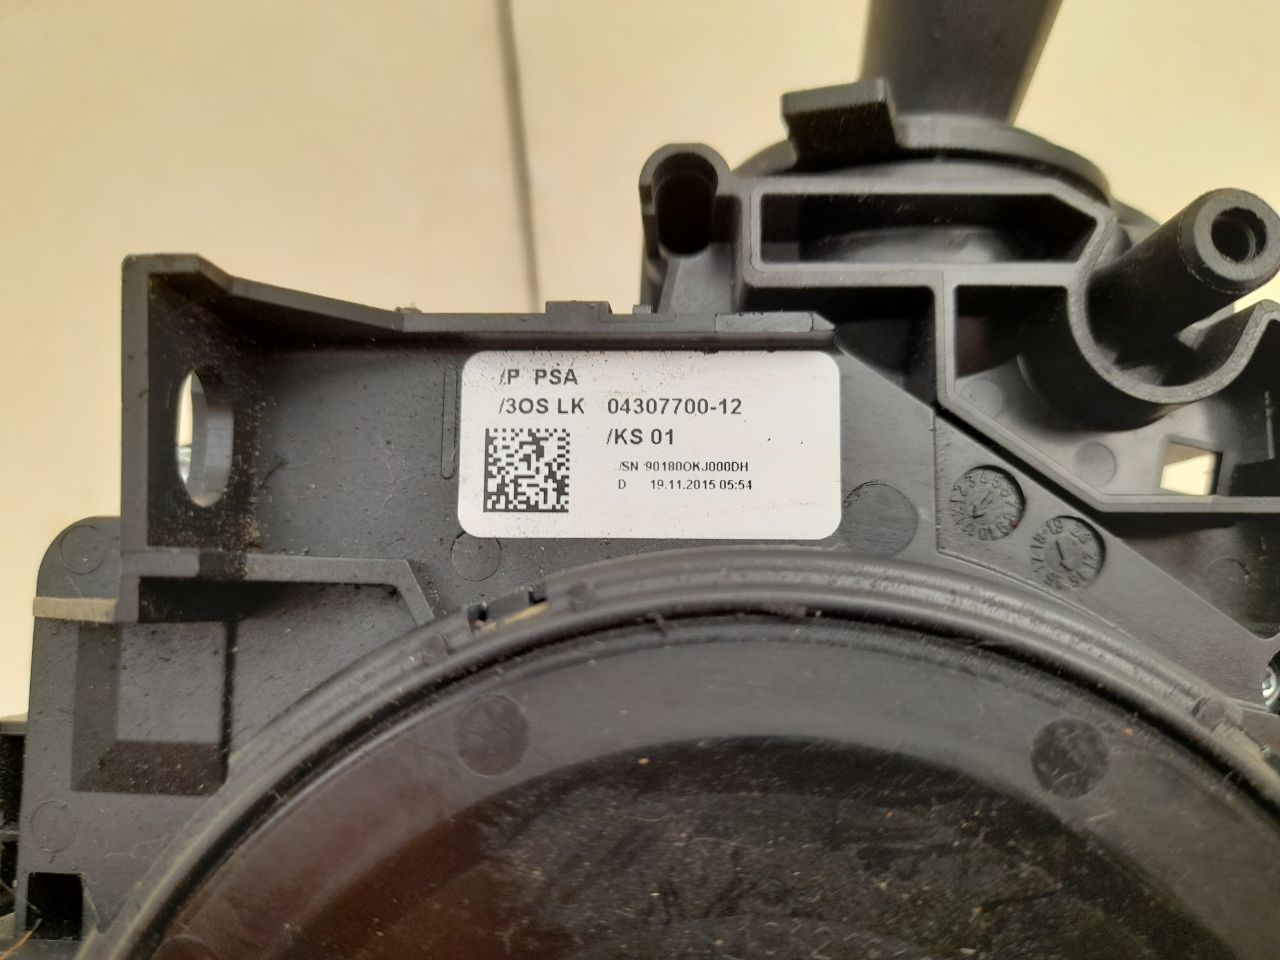 /P PSA
/3OS LK 04307700-12
/KS 01
/SN 90180OKJ000DH
D 19.11.2015 05:54